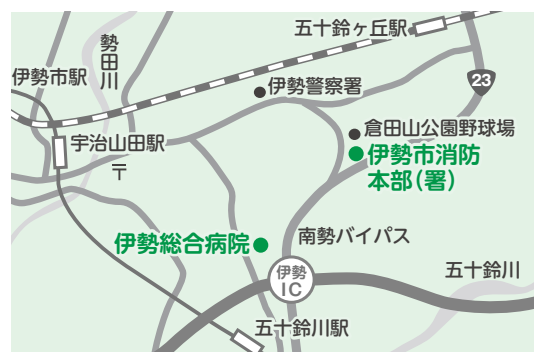 五十鈴ヶ丘駅
勢田川
伊勢市駅
23
伊勢警察署
倉田山公園野球場
宇治山田駅
〒
伊勢市消防
本部(署)
伊勢総合病院
南勢バイパス
伊勢
IC
五十鈴川
五十鈴川駅